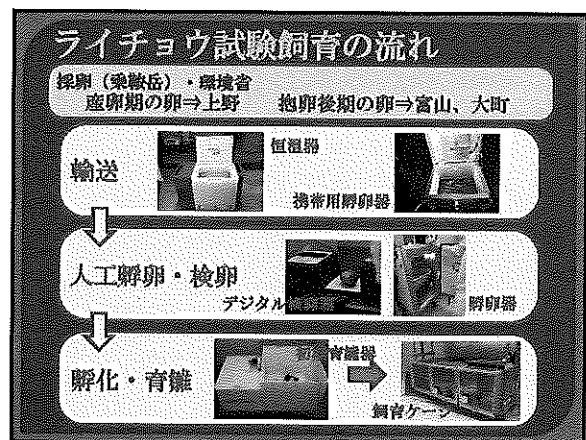 ライチョウ試験飼育の流れ
採卵（乗鞍岳）・環境省
産卵期の卵⇒上野　抱卵後期の卵⇒富山、大町
輸送
恒温器
携帯用孵卵器
人工孵卵・検卵
デジタル
孵卵器
孵化・育雛
育雛器
飼育ケージ